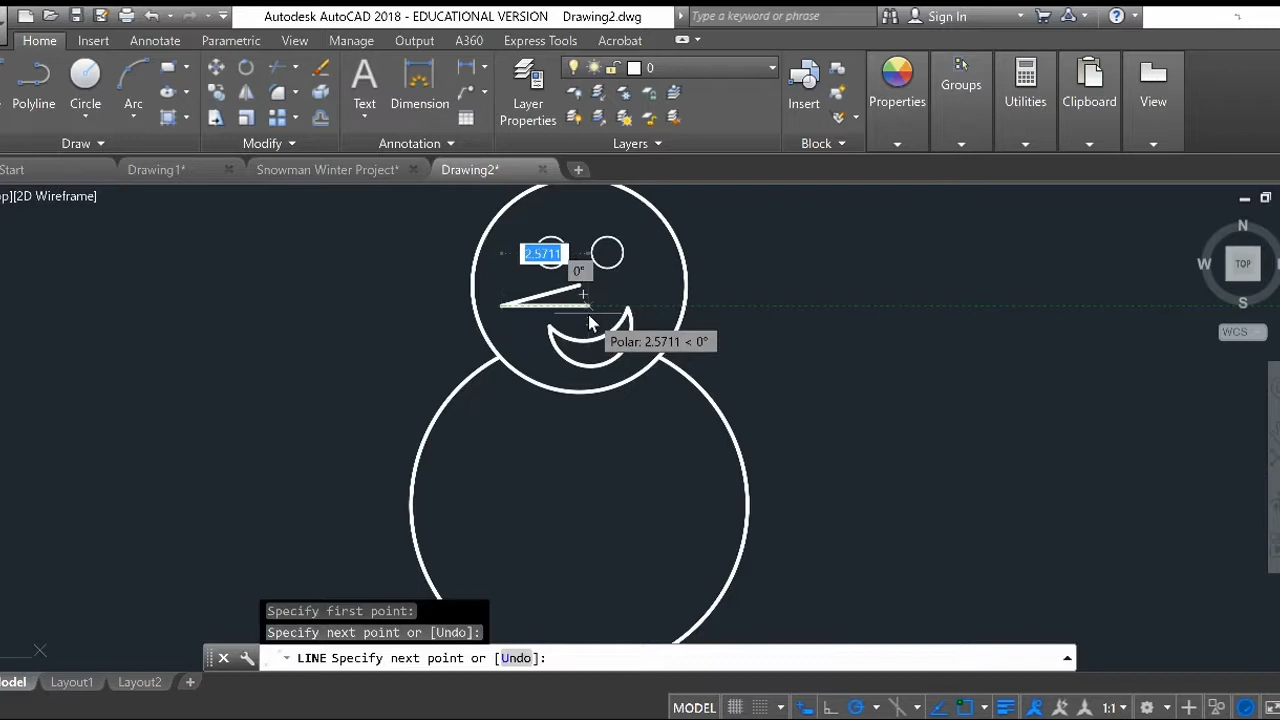 Autodesk AutoCAD 2018 - EDUCATIONAL VERSION Drawing2.dwg Type a keyword or phrase Sign In ?
Home Insert Annotate Parametric View Manage Output A360 Express Tools Acrobat
0
Polyline Circle Arc Text Dimension Layer Properties Insert Properties Groups Utilities Clipboard View
Draw Modify Annotation Layers Block
Start Drawing1* Snowman Winter Project* Drawing2*
op][2D Wireframe]
N
W TOP
S
WCS
2.5711
0°
Polar: 2.5711 < 0°
Specify first point:
Specify next point or [Undo]:
LINE Specify next point or [Undo]:
Model Layout1 Layout2
MODEL 1:1